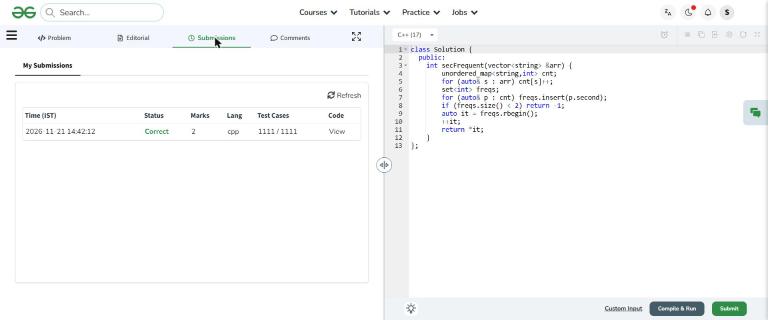 Search...
Courses
Tutorials
Practice
Jobs
S
</> Problem
Editorial
Submissions
Comments
C++ (17)
My Submissions
Refresh
Time (IST) Status Marks Lang Test Cases Code
2026-11-21 14:42:12 Correct 2 cpp 1111 / 1111 View
1 class Solution {
2 public:
3 int secFrequent(vector<string> &arr) {
4 unordered_map<string,int> cnt;
5 for (auto& s : arr) cnt[s]++;
6 set<int> freqs;
7 for (auto& p : cnt) freqs.insert(p.second);
8 if (freqs.size() < 2) return -1;
9 auto it = freqs.rbegin();
10 ++it;
11 return *it;
12 }
13 };
Custom Input
Compile & Run
Submit